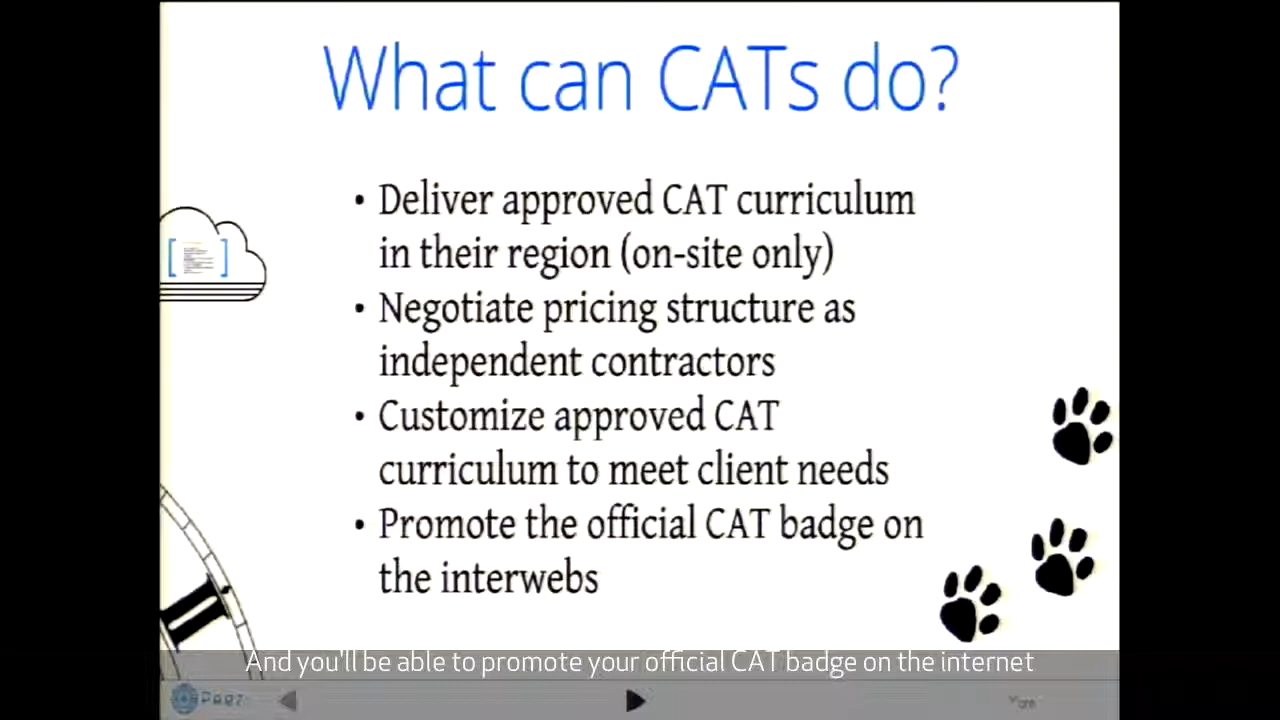 What can CATs do?
• Deliver approved CAT curriculum
in their region (on-site only)
• Negotiate pricing structure as
independent contractors
• Customize approved CAT
curriculum to meet client needs
• Promote the official CAT badge on
the interwebs
And you'll be able to promote your official CAT badge on the internet
More